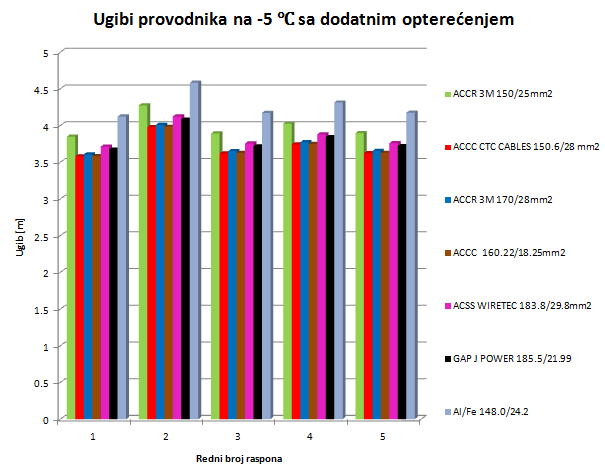 Ugibi provodnika na -5 ℃ sa dodatnim opterećenjem
5
4.5
4
3.5
3
2.5
2
1.5
1
0.5
0
Ugib [m]
1 2 3 4 5
Redni broj raspona
ACCR 3M 150/25mm2
ACCC CTC CABLES 150.6/28 mm2
ACCR 3M 170/28mm2
ACCC 160.22/18.25mm2
ACSS WIRETEC 183.8/29.8mm2
GAP J POWER 185.5/21.99
Al/Fe 148.0/24.2